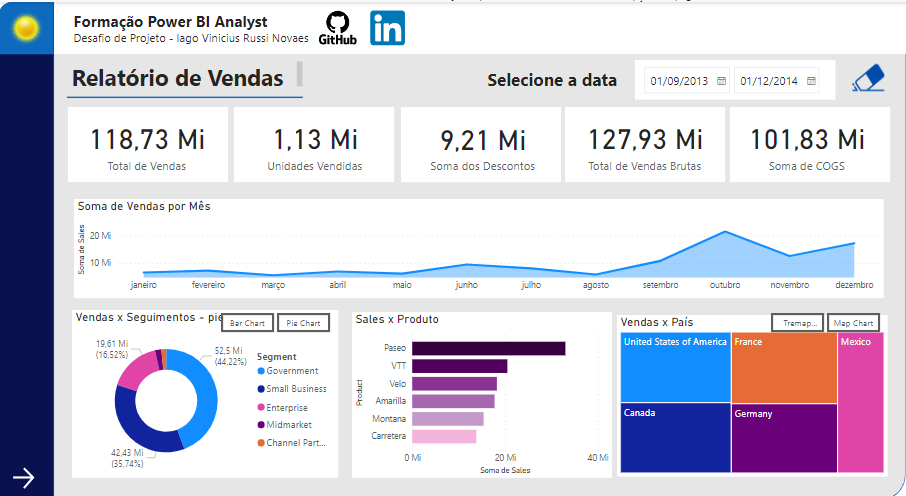 Formação Power BI Analyst
Desafio de Projeto - Iago Vinicius Russi Novaes
GitHub
in
Relatório de Vendas
Selecione a data
01/09/2013
01/12/2014
118,73 Mi
Total de Vendas
1,13 Mi
Unidades Vendidas
9,21 Mi
Soma dos Descontos
127,93 Mi
Total de Vendas Brutas
101,83 Mi
Soma de COGS
Soma de Vendas por Mês
Soma de Sales
20 Mi
10 Mi
janeiro fevereiro março abril maio junho julho agosto setembro outubro novembro dezembro
Vendas x Seguimentos - pie
Bar Chart
Pie Chart
19,61 Mi
(16,52%)
52,5 Mi
(44,22%)
42,43 Mi
(35,74%)
Segment
Government
Small Business
Enterprise
Midmarket
Channel Part...
Sales x Produto
Product
Paseo
VTT
Velo
Amarilla
Montana
Carretera
0 Mi 20 Mi 40 Mi
Soma de Sales
Vendas x País
Tremap...
Map Chart
United States of America
France
Mexico
Canada
Germany